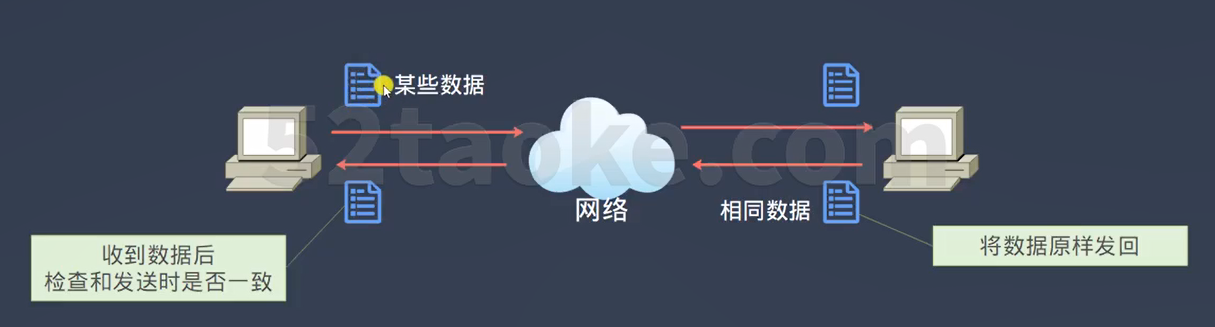 某些数据
52taoke.com
网络
相同数据
将数据原样发回
收到数据后
检查和发送时是否一致